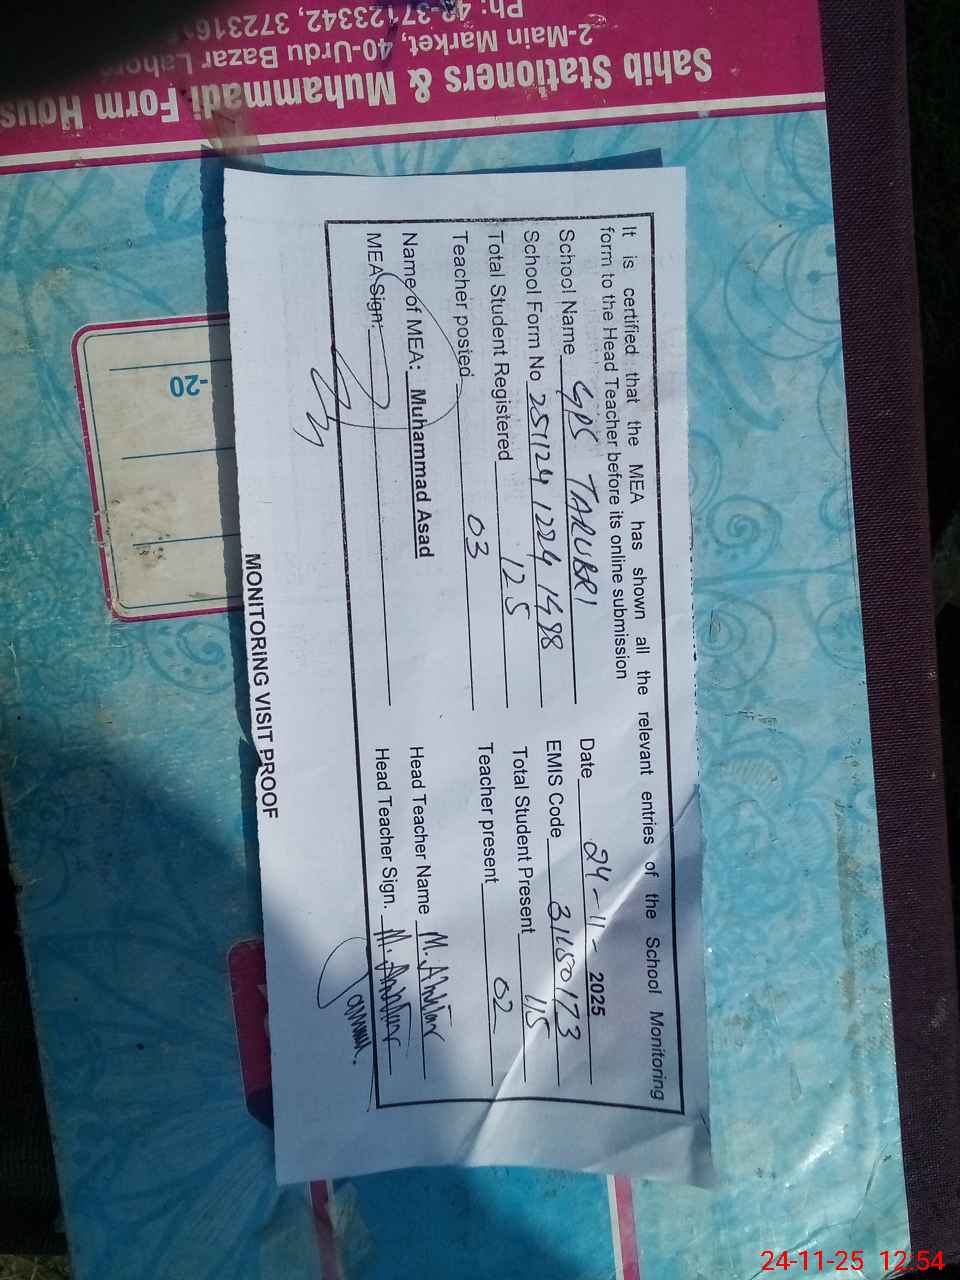 Sahib Stationers & Muhammadi Form Hous
2-Main Market, 40-Urdu Bazar Lahore
Ph: 42-37123342, 372316
-20
It is certified that the MEA has shown all the relevant entries of the School Monitoring
form to the Head Teacher before its online submission
School Name GPS TARUBRI Date 24-11-2025
School Form No 251124 1224 1498 EMIS Code 31150173
Total Student Registered 125 Total Student Present 115
Teacher posted 03 Teacher present 02
Name of MEA: Muhammad Asad Head Teacher Name M. Akhtar
MEA Sign: Head Teacher Sign. M. Akhtar
MONITORING VISIT PROOF
24-11-25 12:54